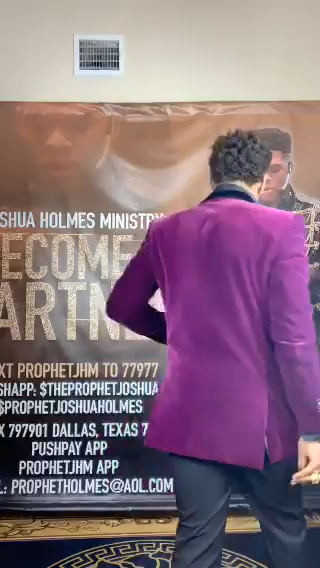 SHUA HOLMES MINISTRY
ECOME
ARTNE
XT PROPHETJHM TO 77977
SHAPP: $THEPROPHETJOSHUA
$PROPHETJOSHUAHOLMES
X 797901 DALLAS, TEXAS 7
PUSHPAY APP
PROPHETJHM APP
L: PROPHETHOLMES@AOL.COM